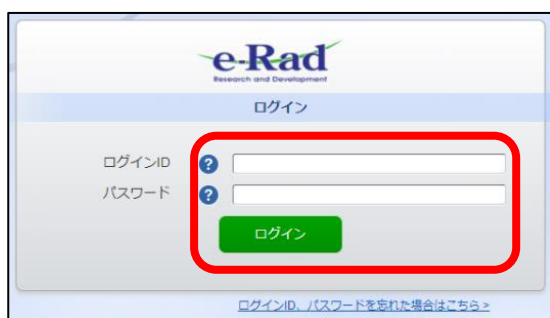 e-Rad
Research and Development
ログイン
ログインID ?
パスワード ?
ログイン
ログインID、パスワードを忘れた場合はこちら >